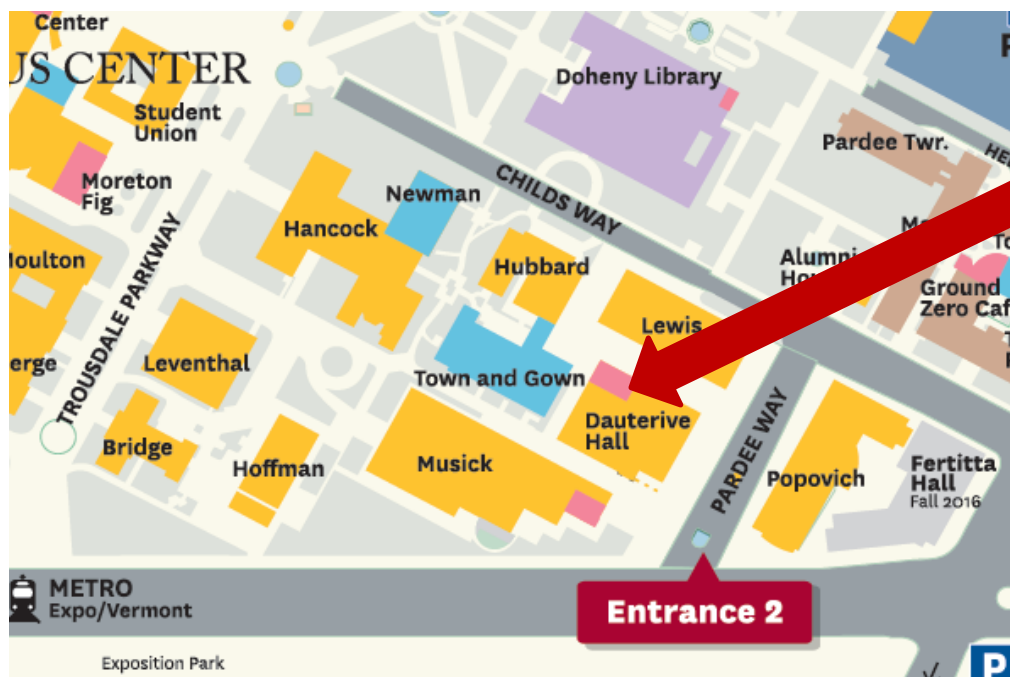 Center
US CENTER
Student
Union
Doheny Library
Pardee Twr.
Moreton
Fig
Newman
CHILDS WAY
Hancock
Hubbard
Alumni
Ground
Zero
Lewis
TROUSDALE PARKWAY
Leventhal
Town and Gown
Dauterive
Hall
PARDEE WAY
Bridge
Hoffman
Musick
Popovich
Fertitta
Hall
Fall 2016
METRO
Expo/Vermont
Entrance 2
Exposition Park
P